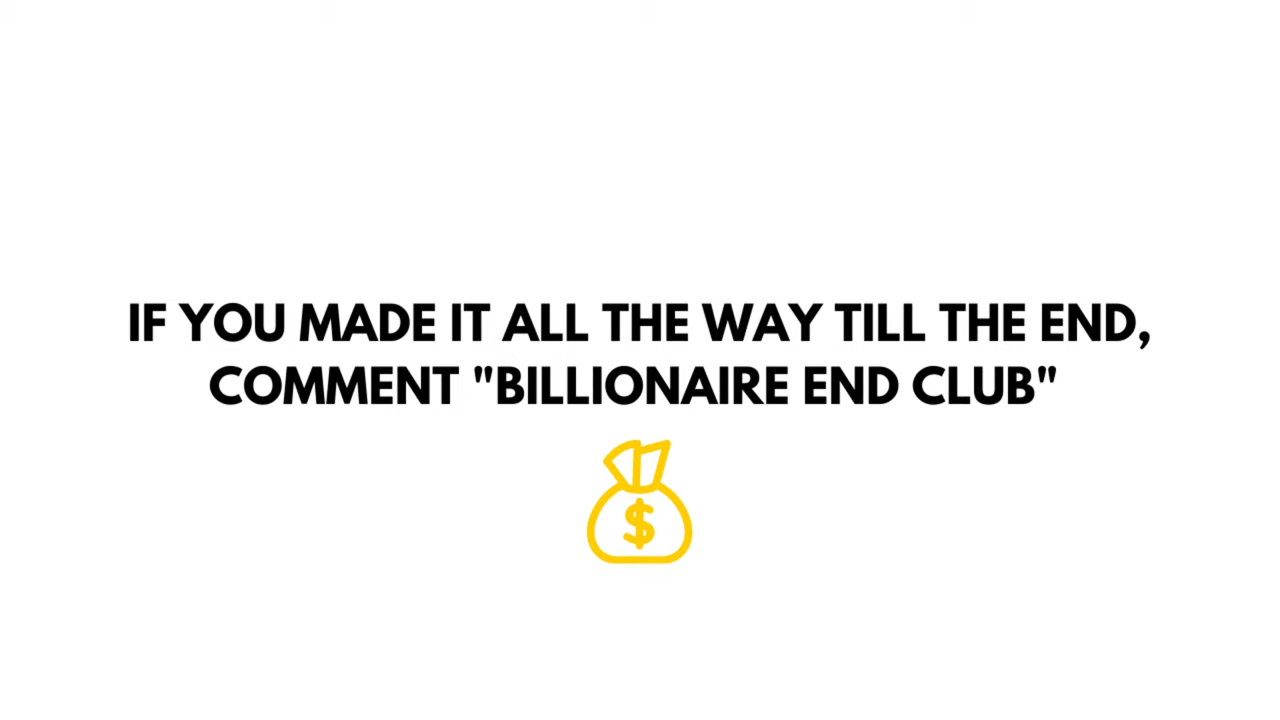 IF YOU MADE IT ALL THE WAY TILL THE END,
COMMENT "BILLIONAIRE END CLUB"
$